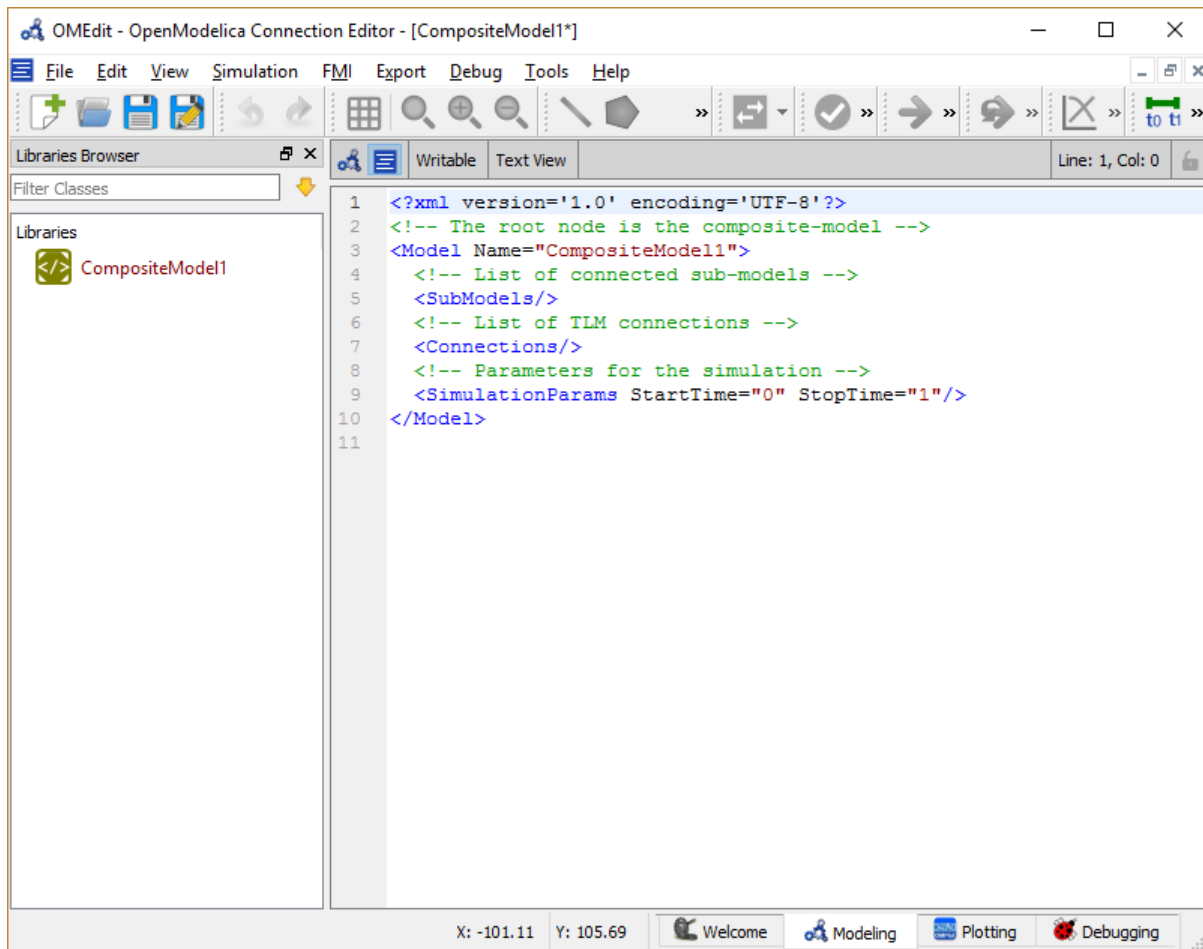 OMEdit - OpenModelica Connection Editor - [CompositeModel1*]
File Edit View Simulation FMI Export Debug Tools Help
» » » » » t0 t1 »
Libraries Browser
Writable Text View Line: 1, Col: 0
Filter Classes
Libraries
CompositeModel1
1 <?xml version='1.0' encoding='UTF-8'?>
2 <!-- The root node is the composite-model -->
3 <Model Name="CompositeModel1">
4 <!-- List of connected sub-models -->
5 <SubModels/>
6 <!-- List of TLM connections -->
7 <Connections/>
8 <!-- Parameters for the simulation -->
9 <SimulationParams StartTime="0" StopTime="1"/>
10 </Model>
11
X: -101.11 Y: 105.69 Welcome Modeling Plotting Debugging